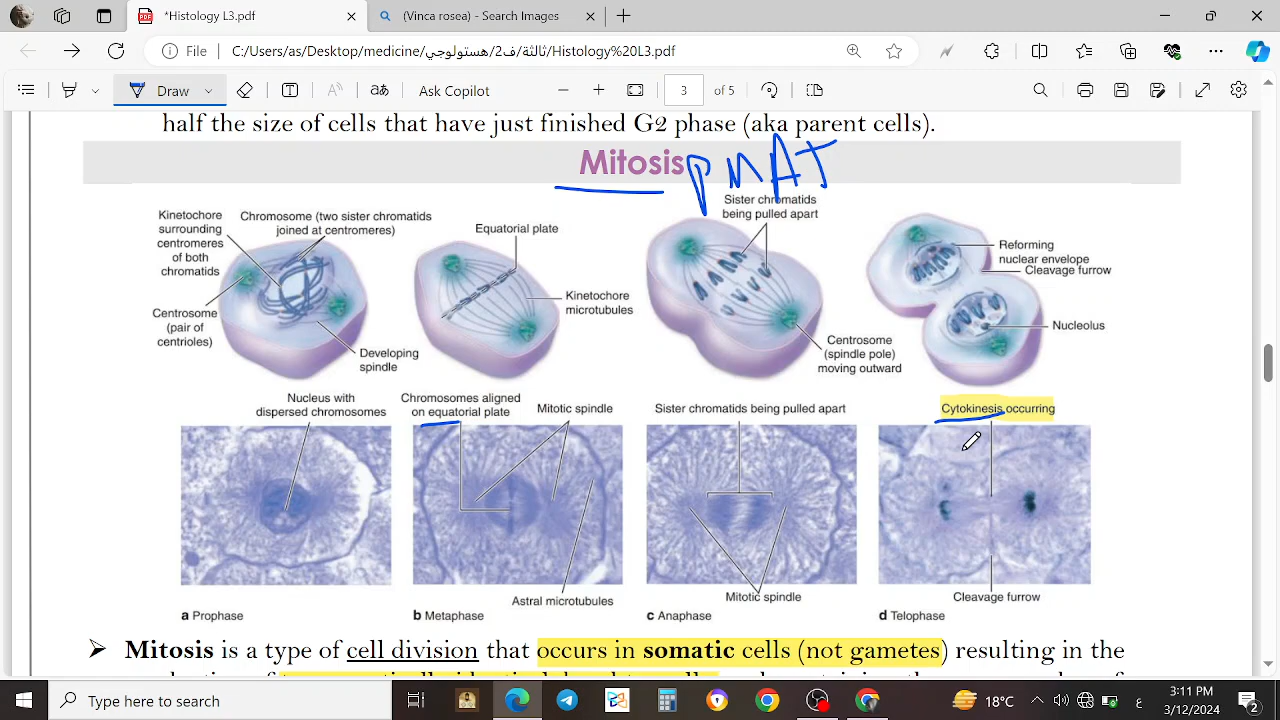 *Histology L3.pdf
(Vinca rosea) - Search Images
File
C:/Users/as/Desktop/medicine/ثالثة/ف2/هستولوجي/Histology%20L3.pdf
Draw
Ask Copilot
3 of 5
half the size of cells that have just finished G2 phase (aka parent cells).
Mitosis PMAT
Kinetochore
surrounding
centromeres
of both
chromatids
Chromosome (two sister chromatids
joined at centromeres)
Centrosome
(pair of
centrioles)
Developing
spindle
Equatorial plate
Kinetochore
microtubules
Sister chromatids
being pulled apart
Centrosome
(spindle pole)
moving outward
Reforming
nuclear envelope
Cleavage furrow
Nucleolus
Nucleus with
dispersed chromosomes
Chromosomes aligned
on equatorial plate
Mitotic spindle
Sister chromatids being pulled apart
Cytokinesis occurring
Astral microtubules
Mitotic spindle
Cleavage furrow
a Prophase
b Metaphase
c Anaphase
d Telophase
➤ Mitosis is a type of cell division that occurs in somatic cells (not gametes) resulting in the
Type here to search
18°C
ع
3:11 PM
3/12/2024
2